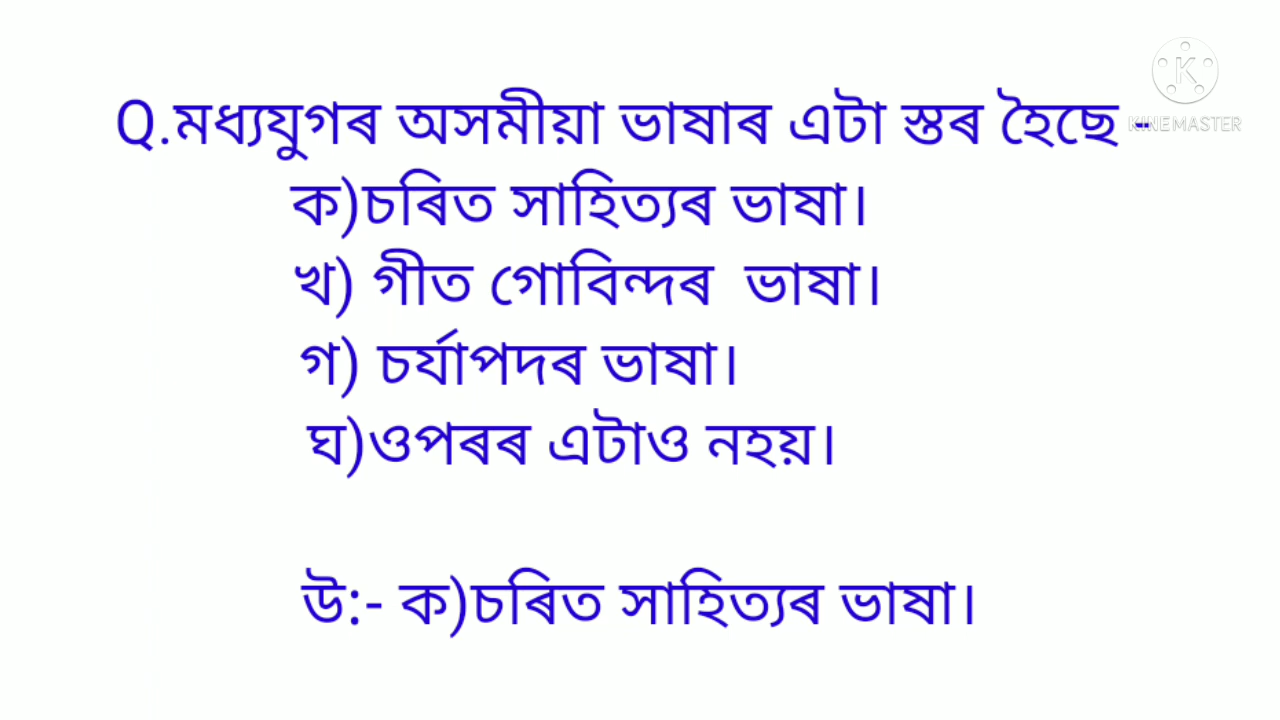 Q.মধ্যযুগৰ অসমীয়া ভাষাৰ এটা স্তৰ হৈছে -
ক)চৰিত সাহিত্যৰ ভাষা।
খ) গীত গোবিন্দৰ ভাষা।
গ) চৰ্যাপদৰ ভাষা।
ঘ)ওপৰৰ এটাও নহয়।
উ:- ক)চৰিত সাহিত্যৰ ভাষা।
K
KINEMASTER